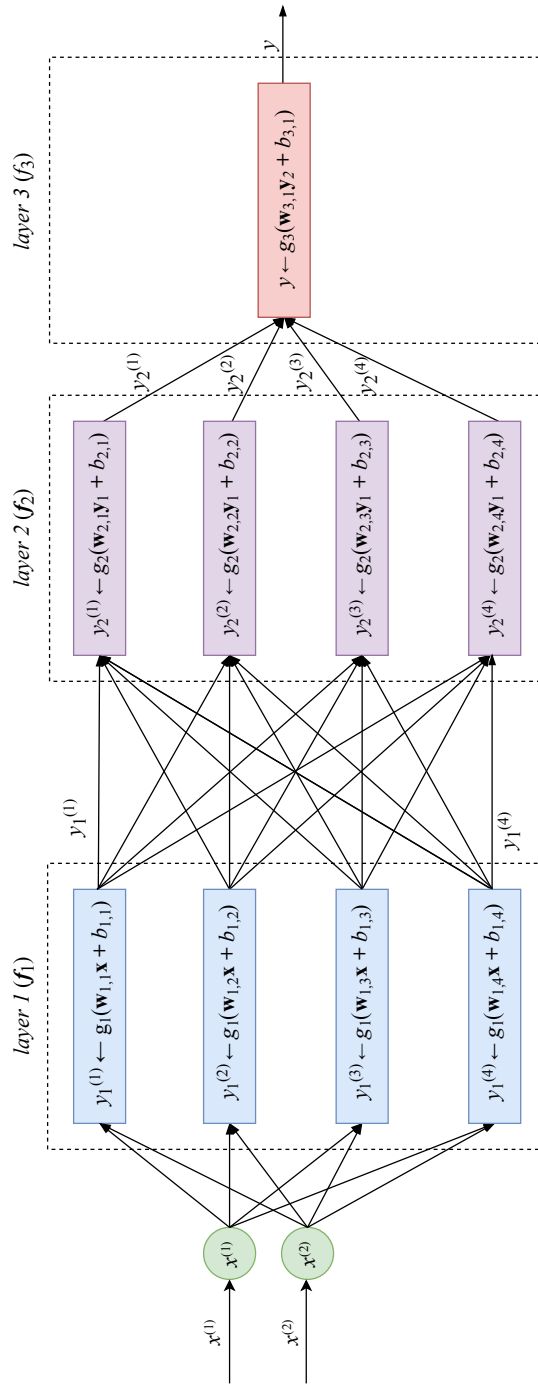 layer 1 (f₁)
layer 2 (f₂)
layer 3 (f₃)
x⁽¹⁾
x⁽²⁾
x⁽¹⁾
x⁽²⁾
y₁⁽¹⁾ ← g₁(w₁,₁x + b₁,₁)
y₁⁽²⁾ ← g₁(w₁,₂x + b₁,₂)
y₁⁽³⁾ ← g₁(w₁,₃x + b₁,₃)
y₁⁽⁴⁾ ← g₁(w₁,₄x + b₁,₄)
y₁⁽¹⁾
y₁⁽⁴⁾
y₂⁽¹⁾ ← g₂(w₂,₁y₁ + b₂,₁)
y₂⁽²⁾ ← g₂(w₂,₂y₁ + b₂,₂)
y₂⁽³⁾ ← g₂(w₂,₃y₁ + b₂,₃)
y₂⁽⁴⁾ ← g₂(w₂,₄y₁ + b₂,₄)
y₂⁽¹⁾
y₂⁽²⁾
y₂⁽³⁾
y₂⁽⁴⁾
y ← g₃(w₃,₁y₂ + b₃,₁)
y